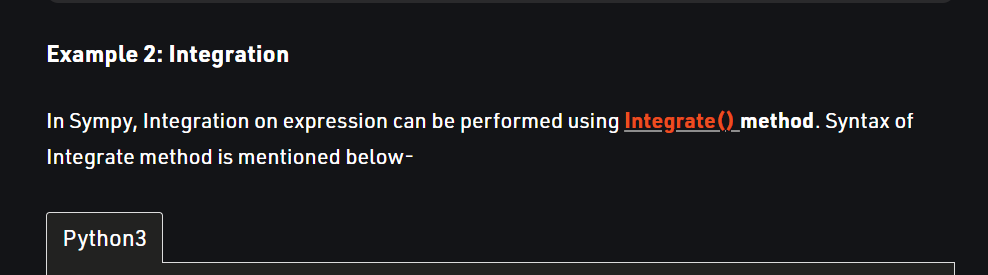 Example 2: Integration
In Sympy, Integration on expression can be performed using Integrate() method. Syntax of
Integrate method is mentioned below-
Python3